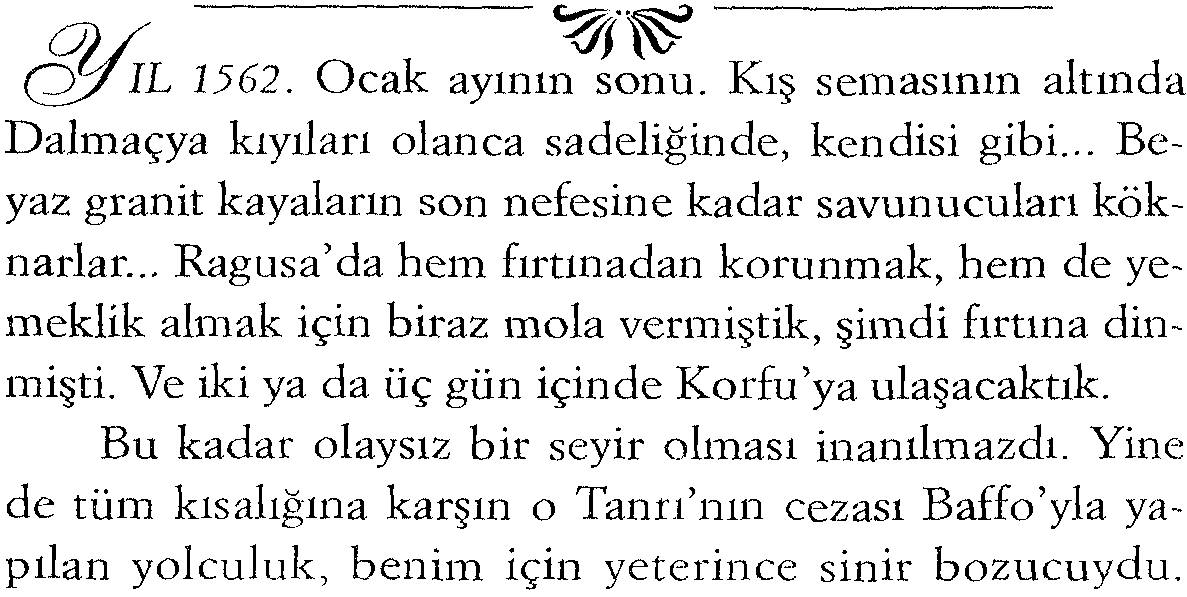 YIL 1562. Ocak ayının sonu. Kış semasının altında
Dalmaçya kıyıları olanca sadeliğinde, kendisi gibi... Be-
yaz granit kayaların son nefesine kadar savunucuları kök-
narlar... Ragusa’da hem fırtınadan korunmak, hem de ye-
meklik almak için biraz mola vermiştik, şimdi fırtına din-
mişti. Ve iki ya da üç gün içinde Korfu’ya ulaşacaktık.
Bu kadar olaysız bir seyir olması inanılmazdı. Yine
de tüm kısalığına karşın o Tanrı’nın cezası Baffo’yla ya-
pılan yolculuk, benim için yeterince sinir bozucuydu.